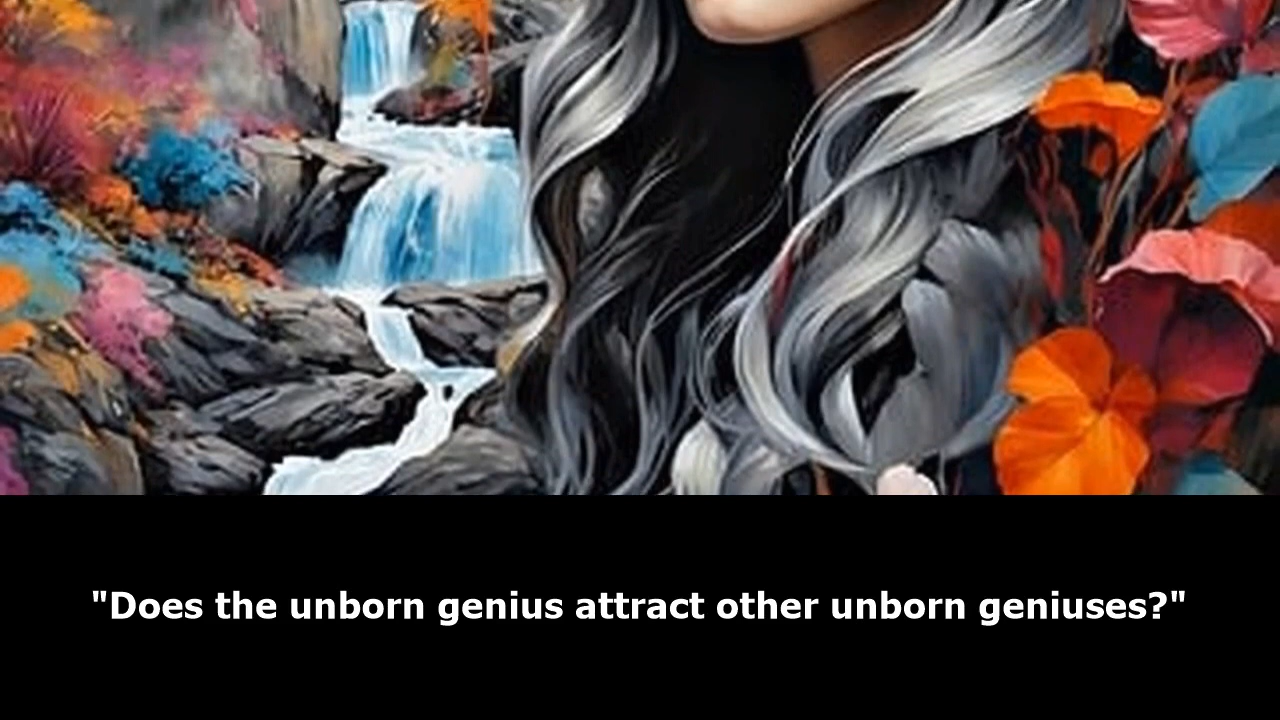 "Does the unborn genius attract other unborn geniuses?"